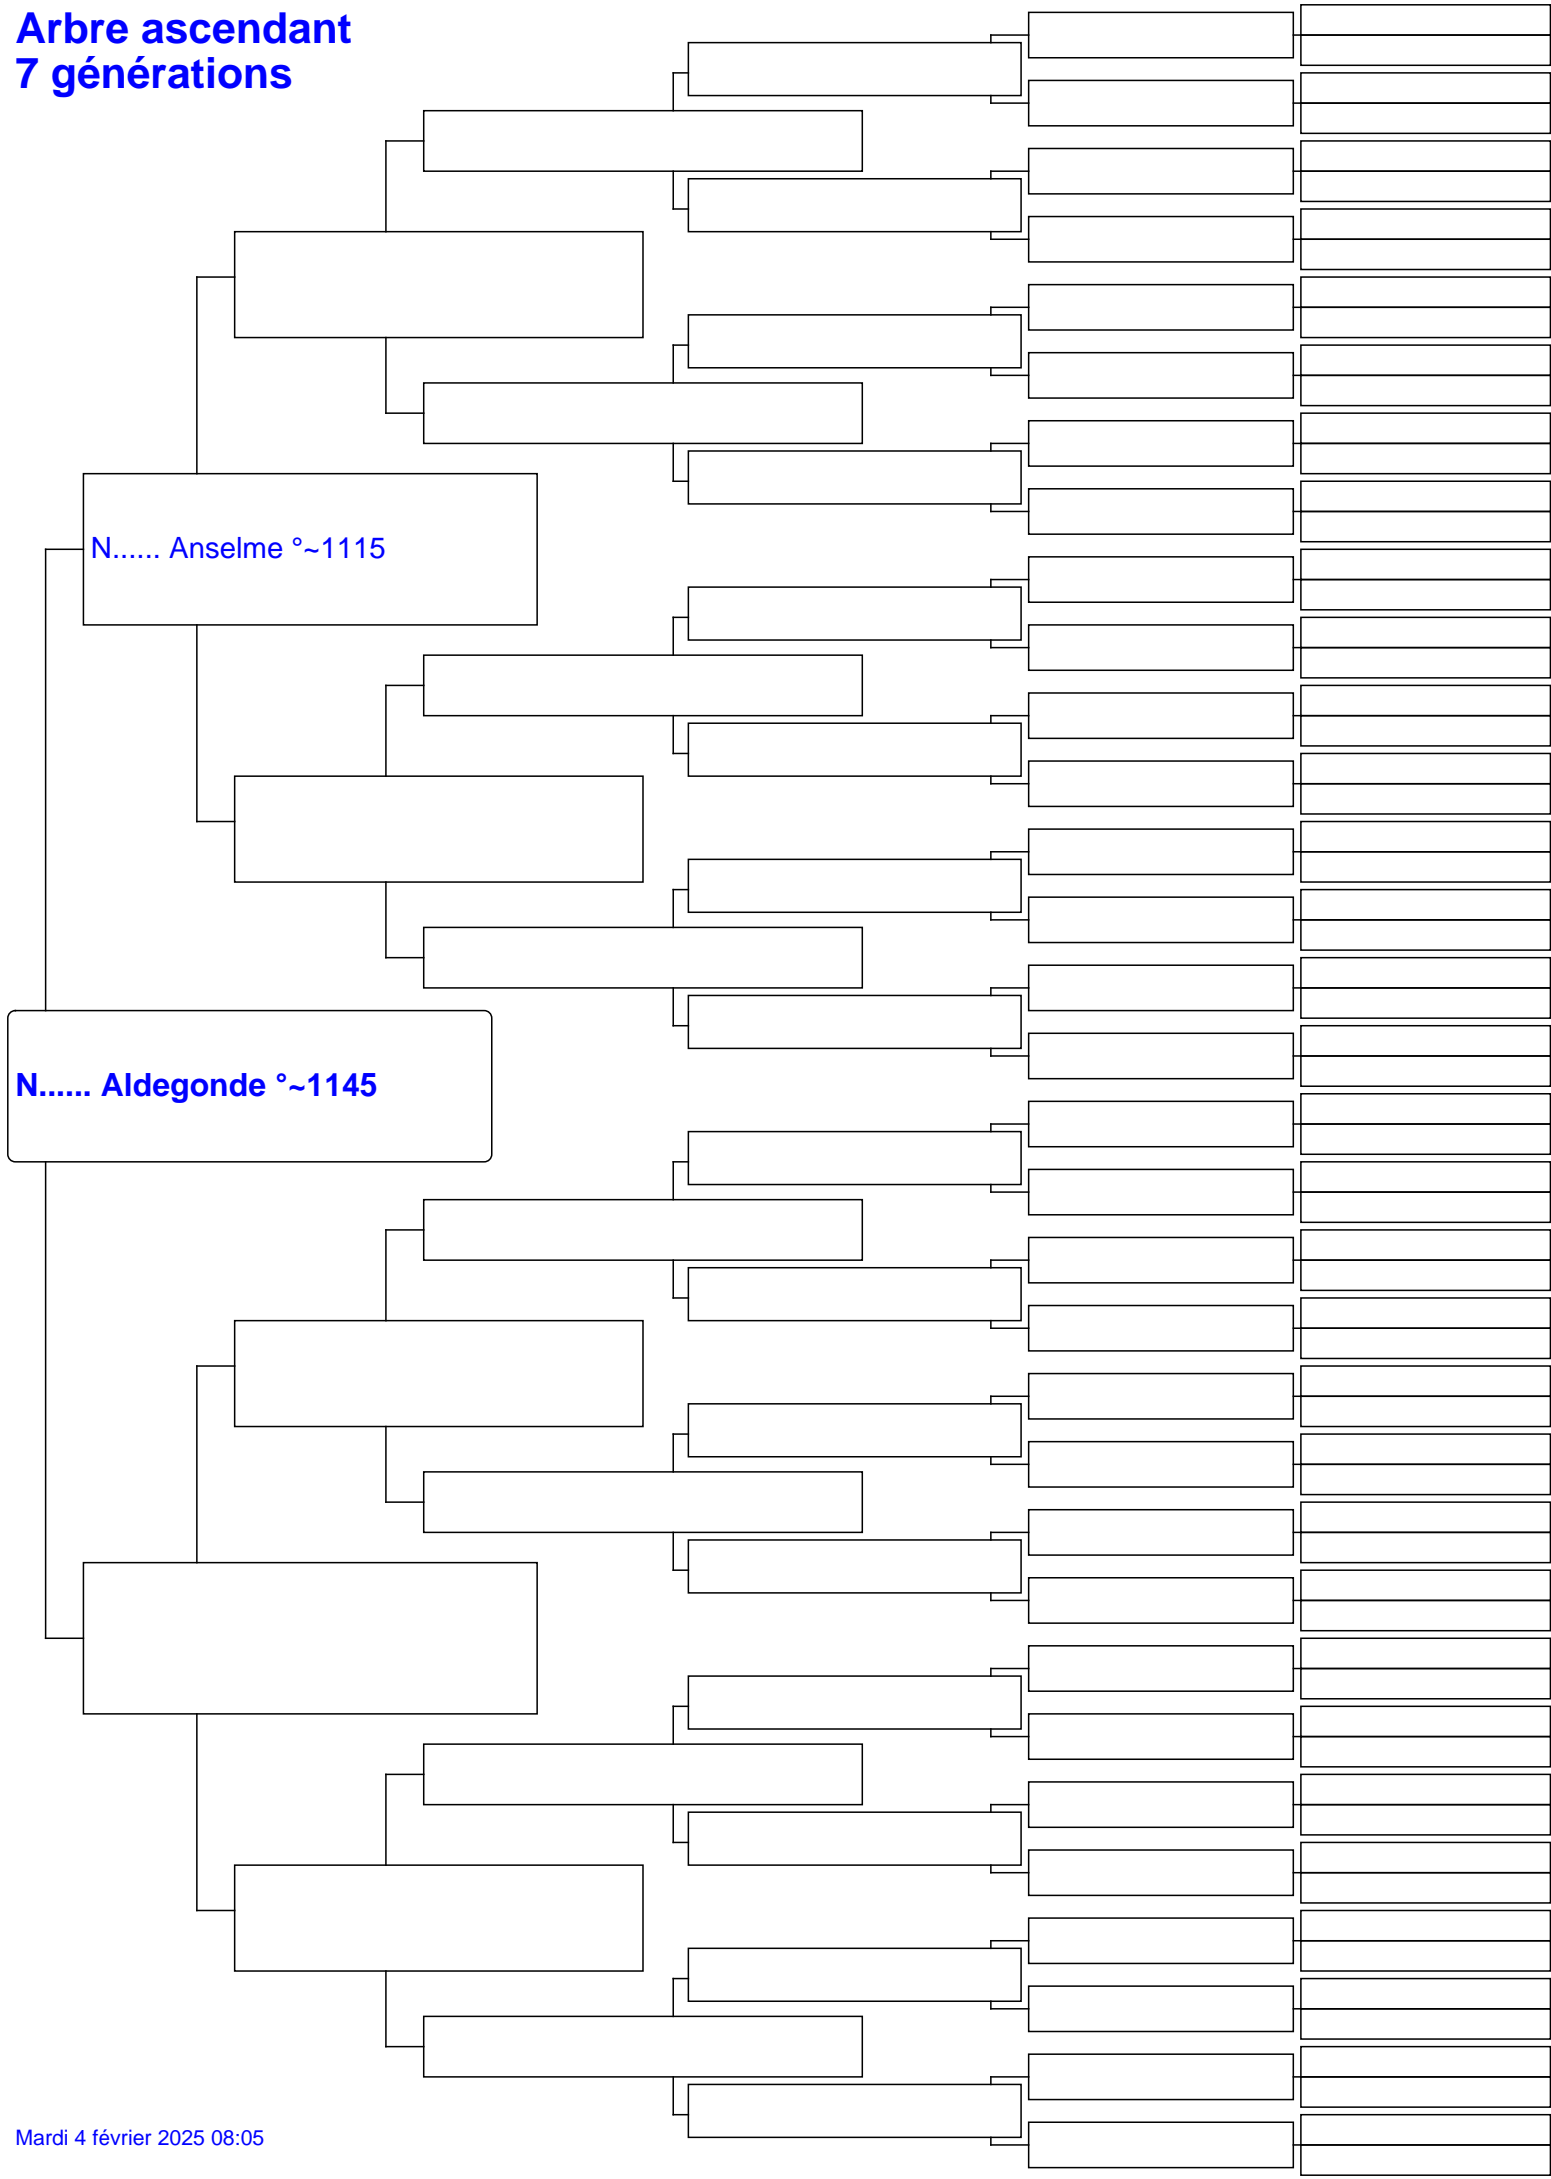 Arbre ascendant
7 générations
N...... Anselme °~1115
N...... Aldegonde °~1145
Mardi 4 février 2025 08:05